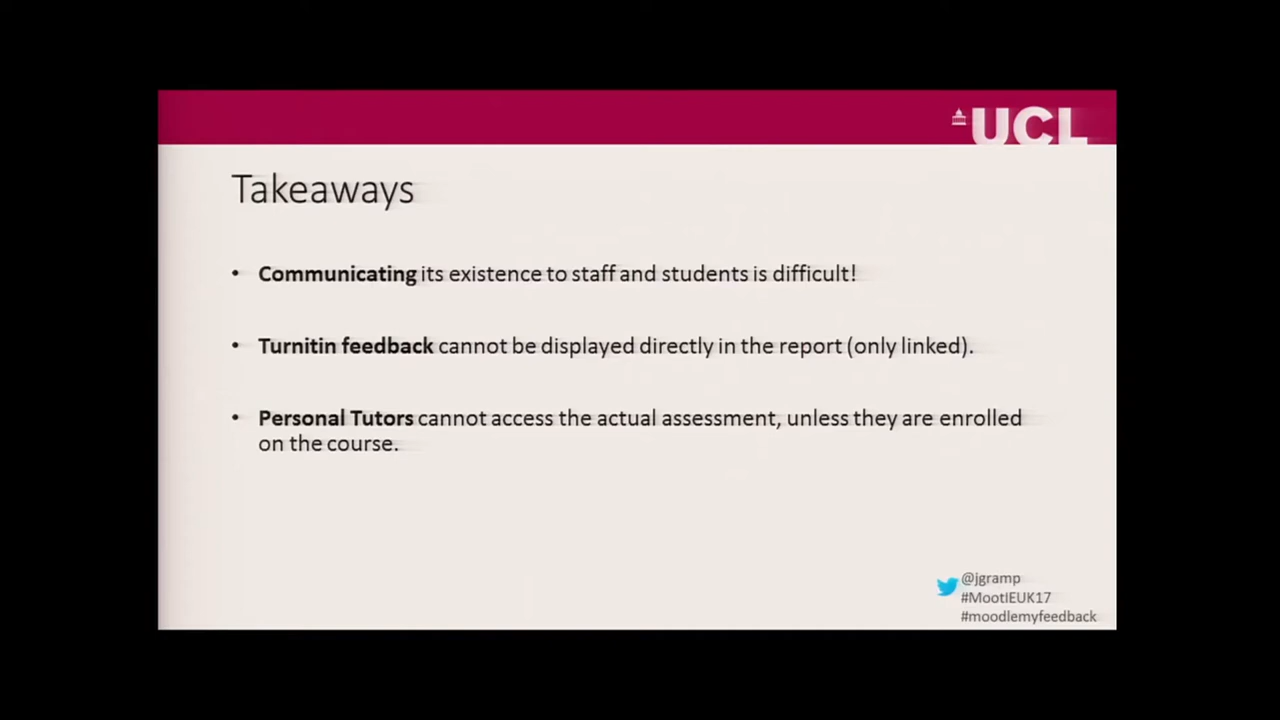 UCL
Takeaways
• Communicating its existence to staff and students is difficult!
• Turnitin feedback cannot be displayed directly in the report (only linked).
• Personal Tutors cannot access the actual assessment, unless they are enrolled
on the course.
@jgramp
#MootIEUK17
#moodlemyfeedback